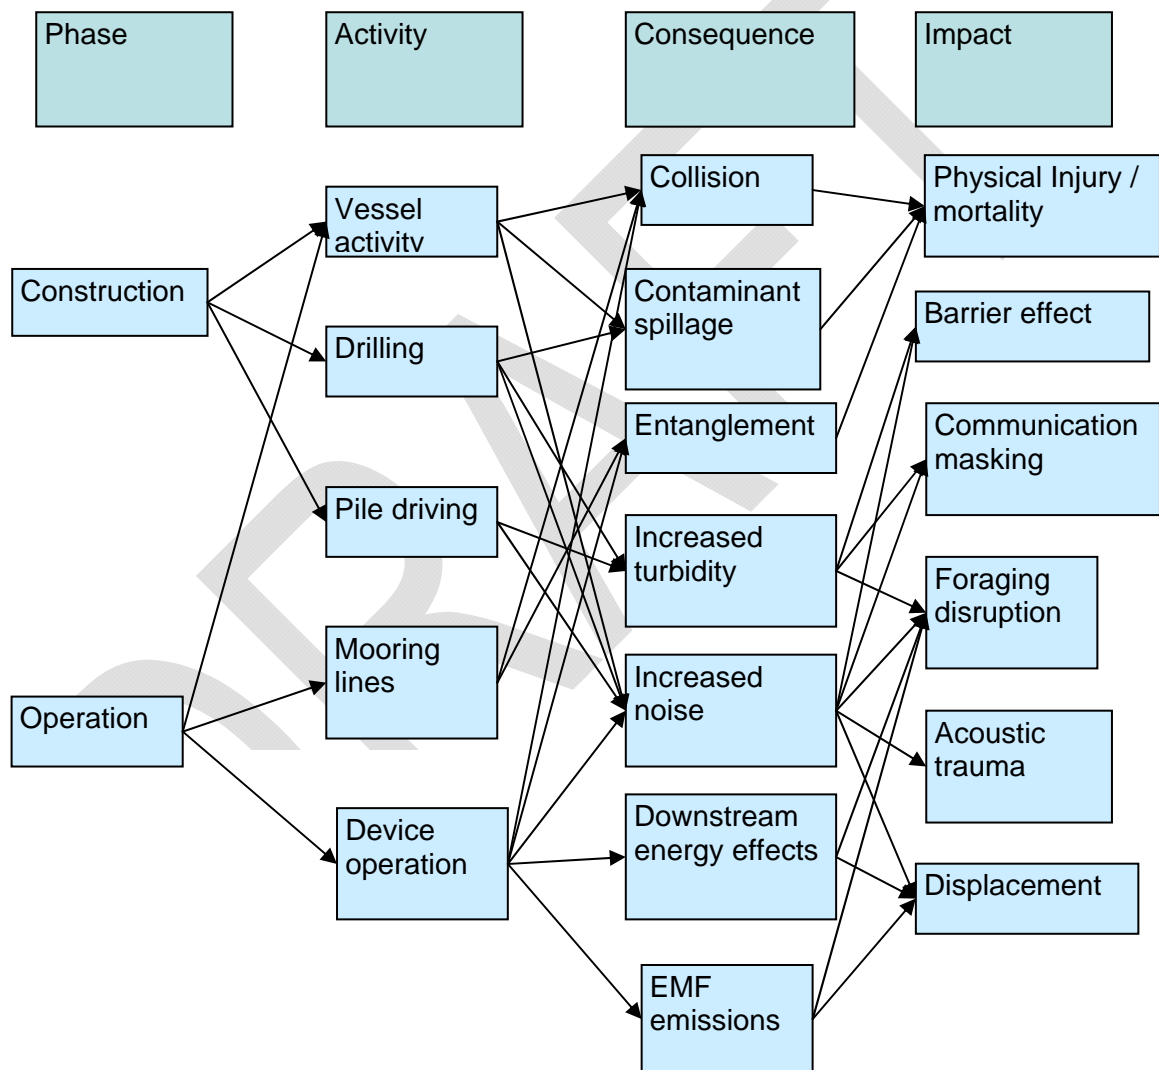 Phase
Activity
Consequence
Impact
Construction
Operation
Vessel
activity
Drilling
Pile driving
Mooring
lines
Device
operation
Collision
Contaminant
spillage
Entanglement
Increased
turbidity
Increased
noise
Downstream
energy effects
EMF
emissions
Physical Injury /
mortality
Barrier effect
Communication
masking
Foraging
disruption
Acoustic
trauma
Displacement
DRAFT